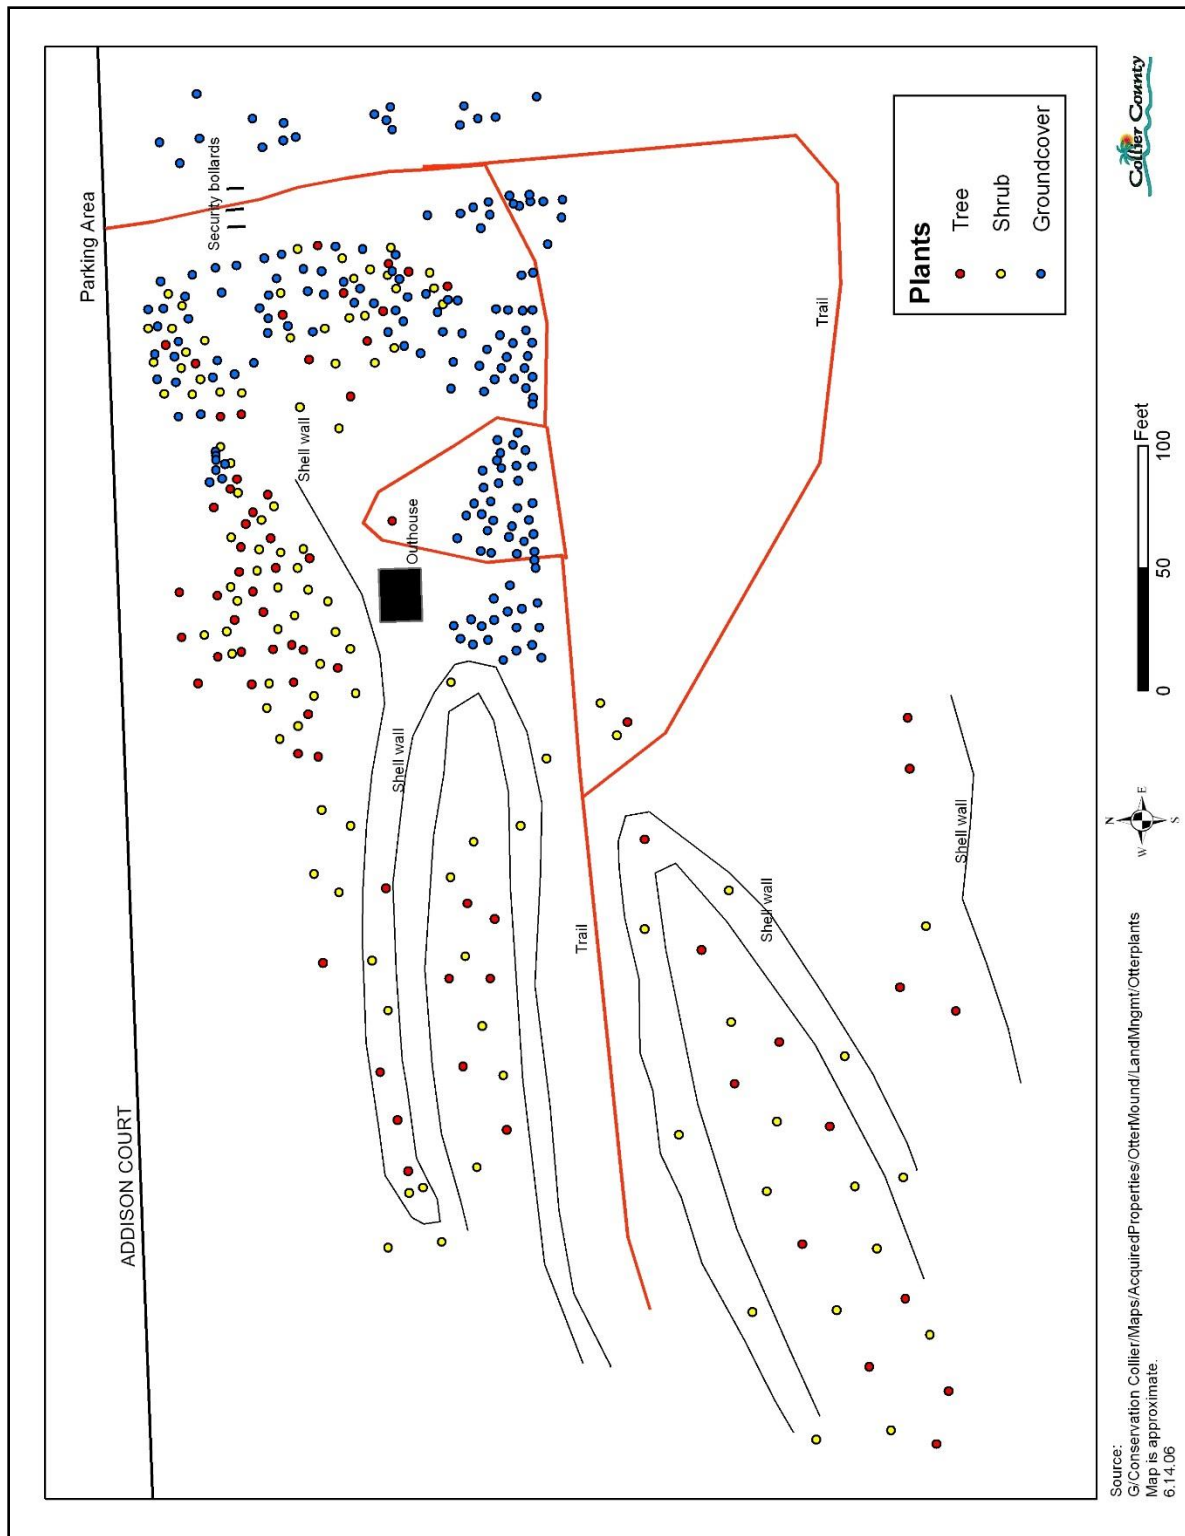 ADDISON COURT
Parking Area
Security bollards
Shell wall
Outhouse
Shell wall
Trail
Trail
Shell wall
Shell wall
Plants
Tree
Shrub
Groundcover
Source:
G/Conservation Collier/Maps/AcquiredProperties/OtterMound/LandMngmt/Otterplants
Map is approximate.
6.14.06
N
W
E
S
0
50
100
Feet
Collier County